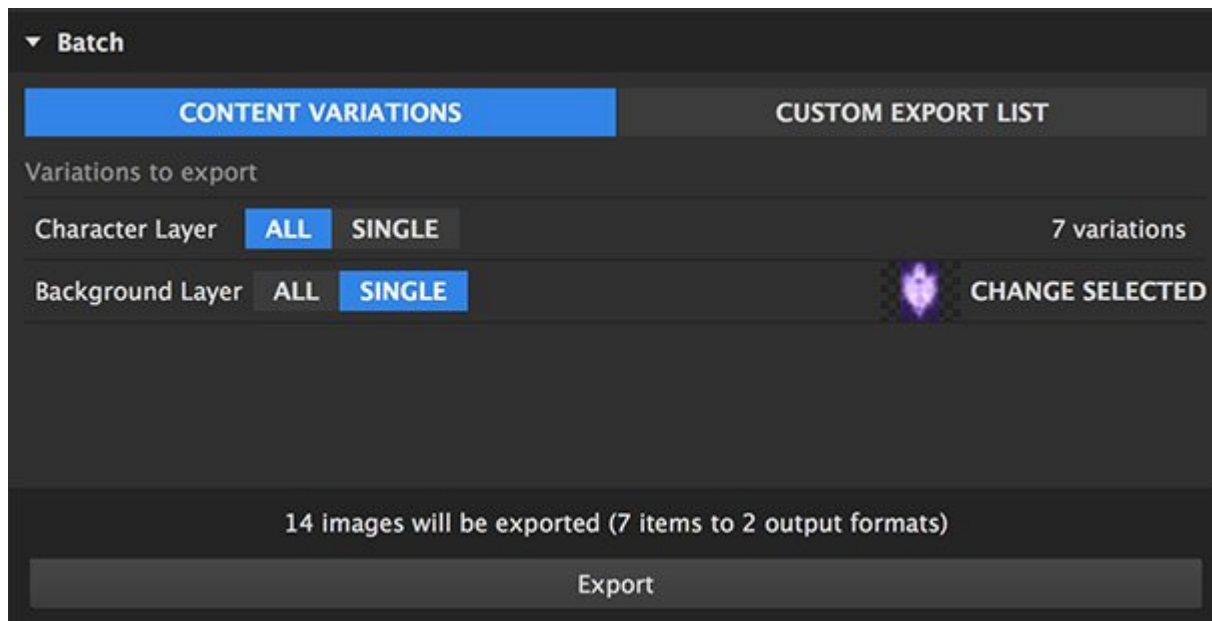 Batch
CONTENT VARIATIONS CUSTOM EXPORT LIST
Variations to export
Character Layer ALL SINGLE 7 variations
Background Layer ALL SINGLE CHANGE SELECTED
14 images will be exported (7 items to 2 output formats)
Export